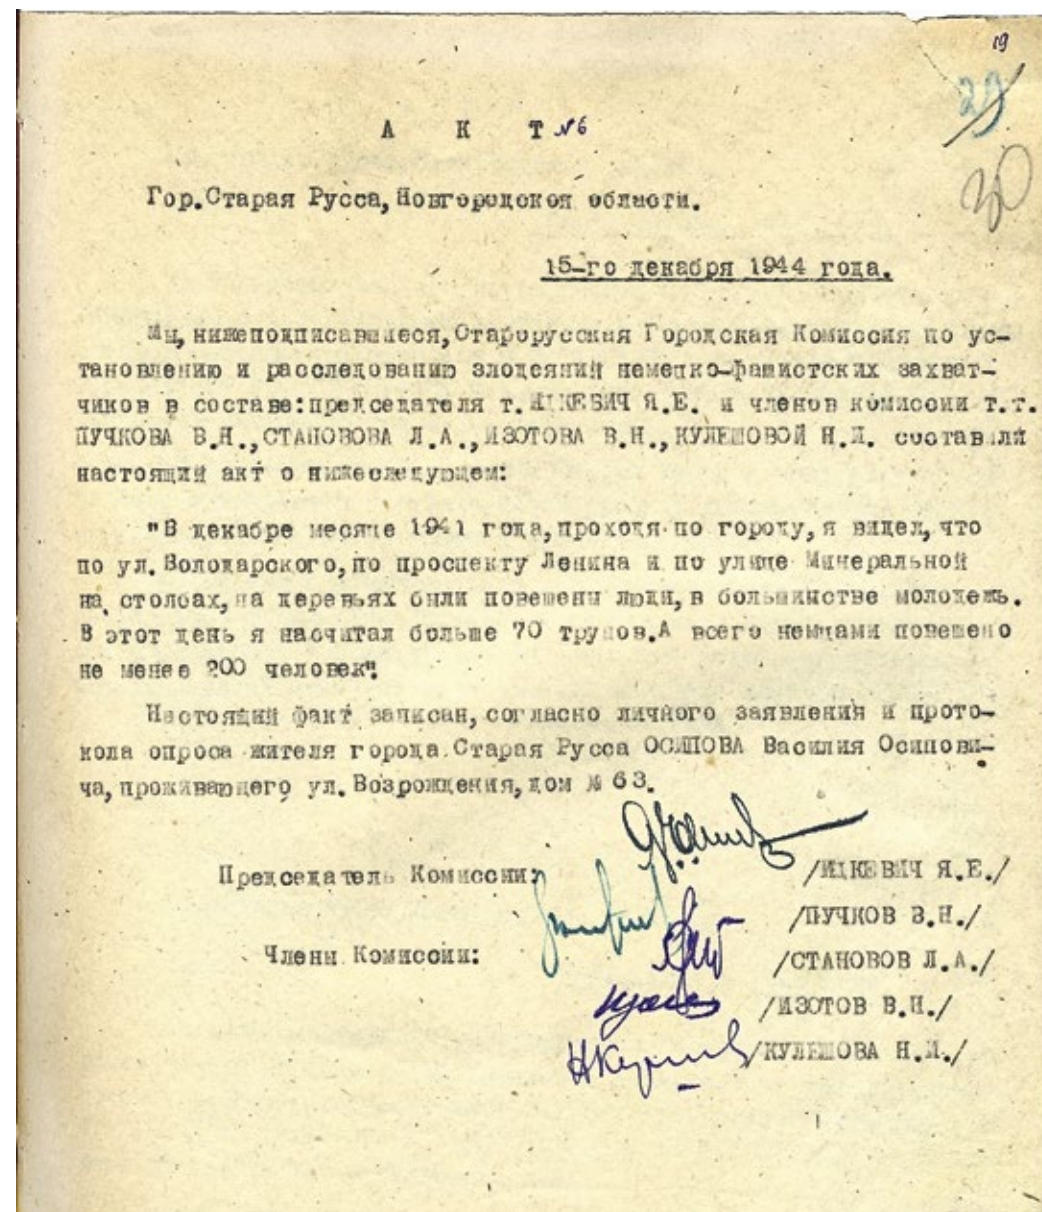 19
29
30
А К Т №6
Гор.Старая Русса,Новгородской области.
15-го декабря 1944 года.
Мы,нижеподписавшиеся,Старорусская Городская Комиссия по ус-
тановлению и расследованию злодеяний немецко-фашистских захват-
чиков в составе:председателя т.ИЦКЕВИЧ Я.Е. и членов комиссии т.т.
ПУЧКОВА В.Н.,СТАНОВОВА Л.А.,ИЗОТОВА В.Н.,КУЛЕШОВОЙ Н.И. составили
настоящий акт о нижеследующем:
"В декабре месяце 1941 года,проходя по городу,я видел,что
по ул.Володарского,по проспекту Ленина и по улице Минеральной
на столбах,на деревьях были повешены люди,в большинстве молодежь.
В этот день я насчитал больше 70 трупов.А всего немцами повешено
не менее 200 человек".
Настоящий факт записан,согласно личного заявления и прото-
кола опроса жителя города Старая Русса ОСИПОВА Василия Осипови-
ча,проживающего ул.Возрождения,дом № 63.
Председатель Комиссии: /ИЦКЕВИЧ Я.Е./
/ПУЧКОВ В.Н./
Члены Комиссии: /СТАНОВОВ Л.А./
/ИЗОТОВ В.Н./
/КУЛЕШОВА Н.И./